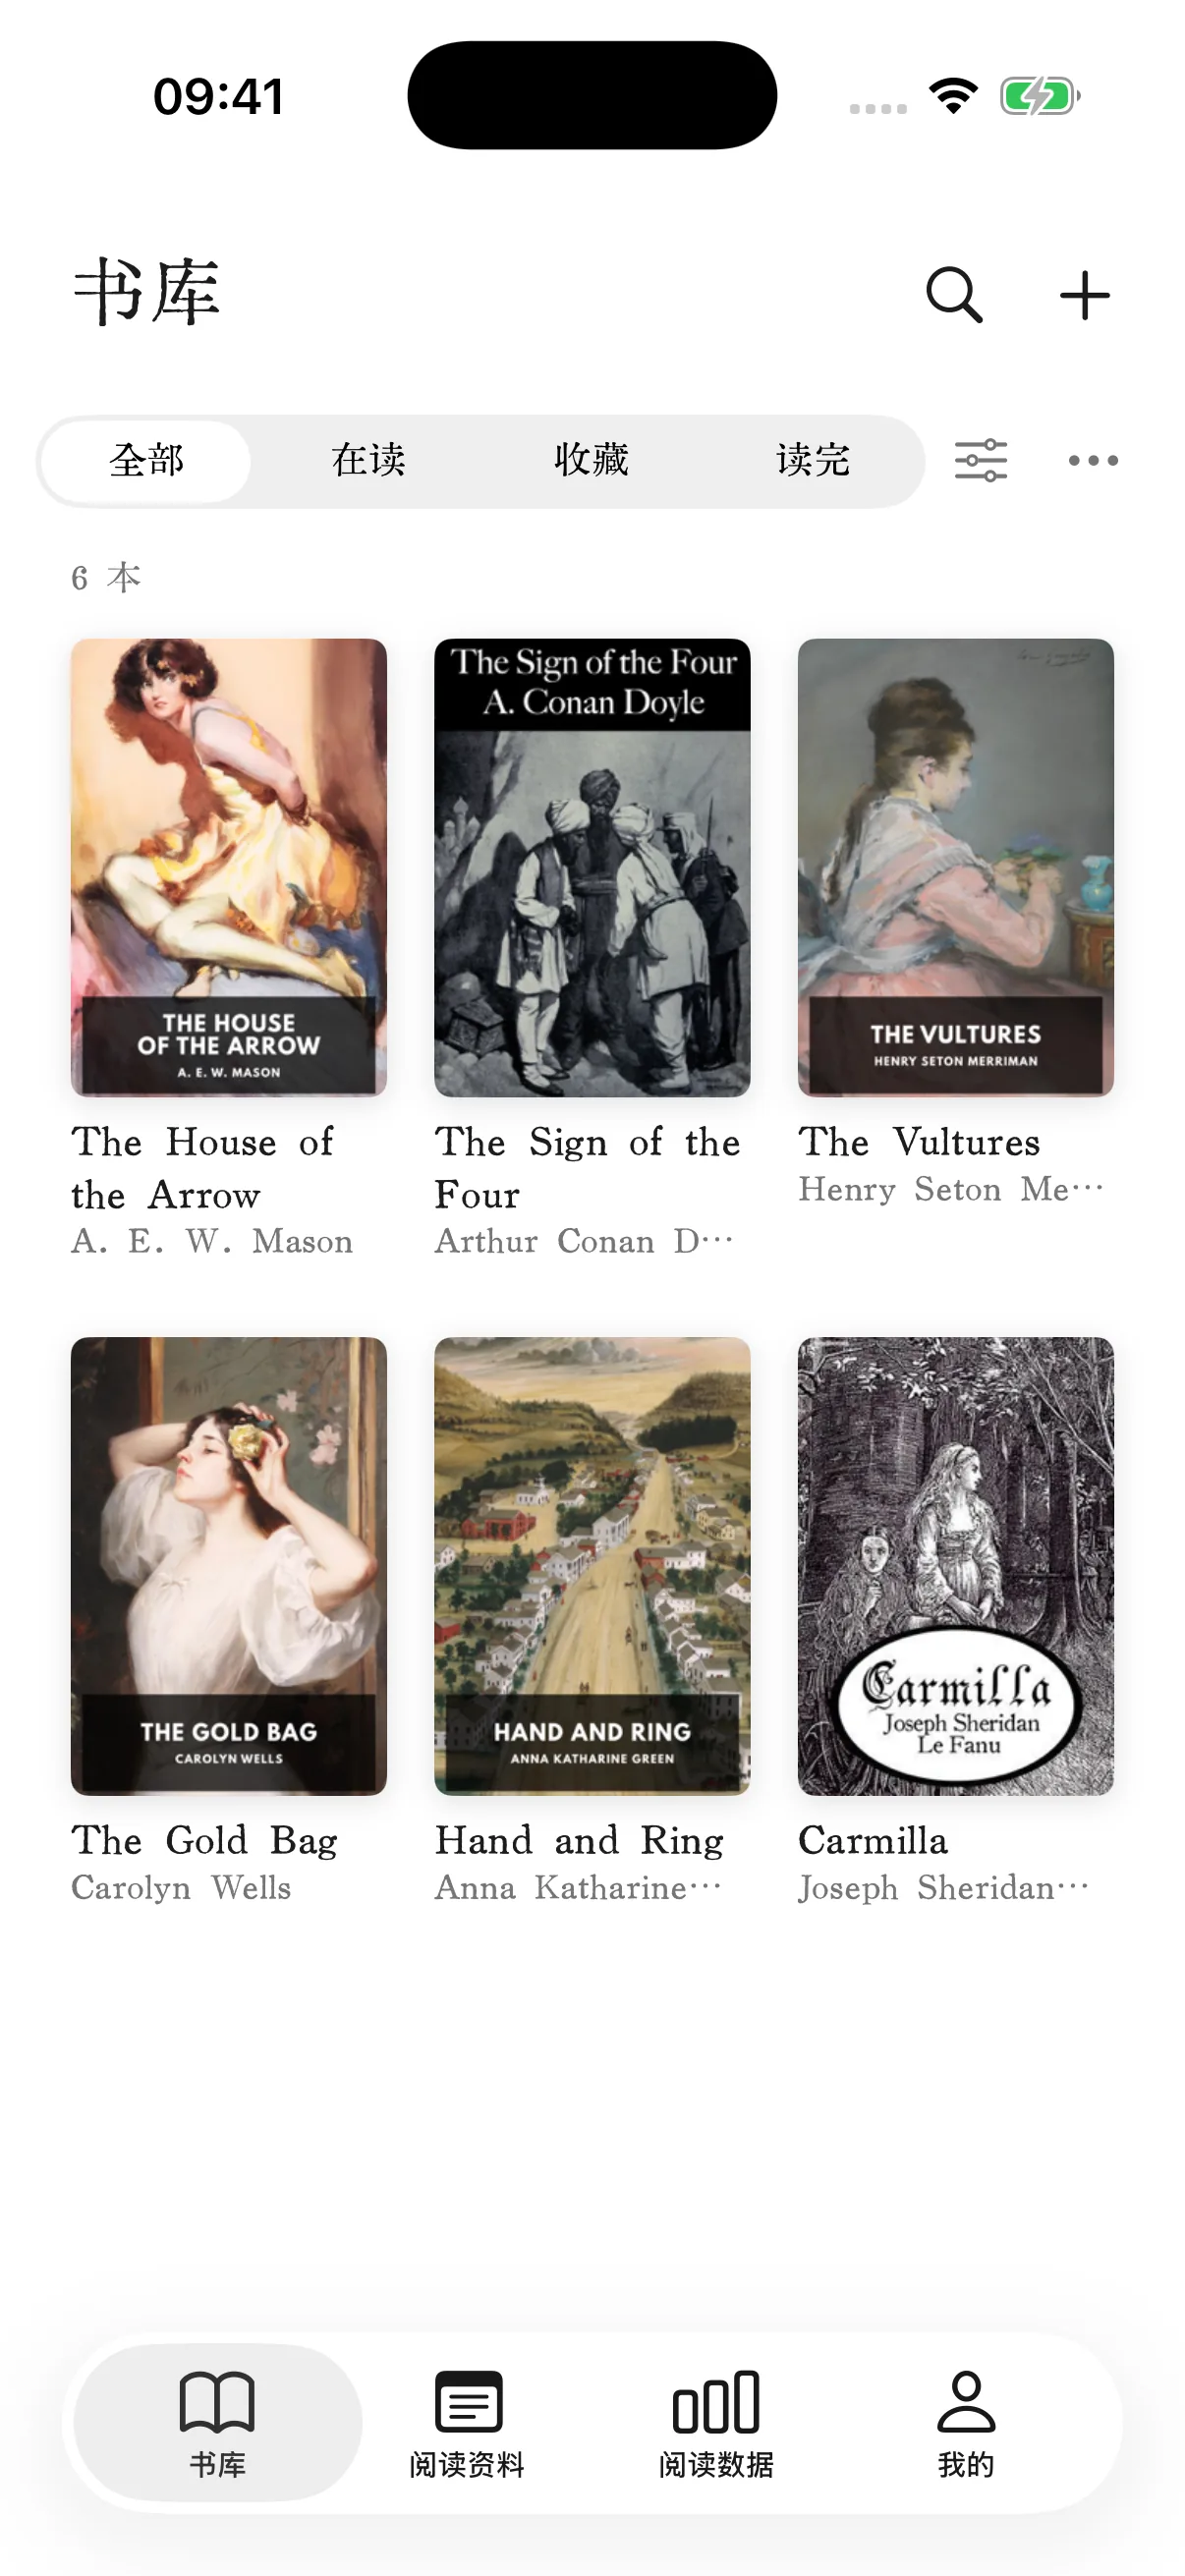 09:41
书库
全部 在读 收藏 读完
6 本
THE HOUSE
OF THE ARROW
A. E. W. MASON
The Sign of the Four
A. Conan Doyle
THE VULTURES
HENRY SETON MERRIMAN
The House of
the Arrow
A. E. W. Mason
The Sign of the
Four
Arthur Conan D…
The Vultures
Henry Seton Me…
THE GOLD BAG
CAROLYN WELLS
HAND AND RING
ANNA KATHARINE GREEN
Carmilla
Joseph Sheridan
Le Fanu
The Gold Bag
Carolyn Wells
Hand and Ring
Anna Katharine…
Carmilla
Joseph Sheridan…
书库 阅读资料 阅读数据 我的